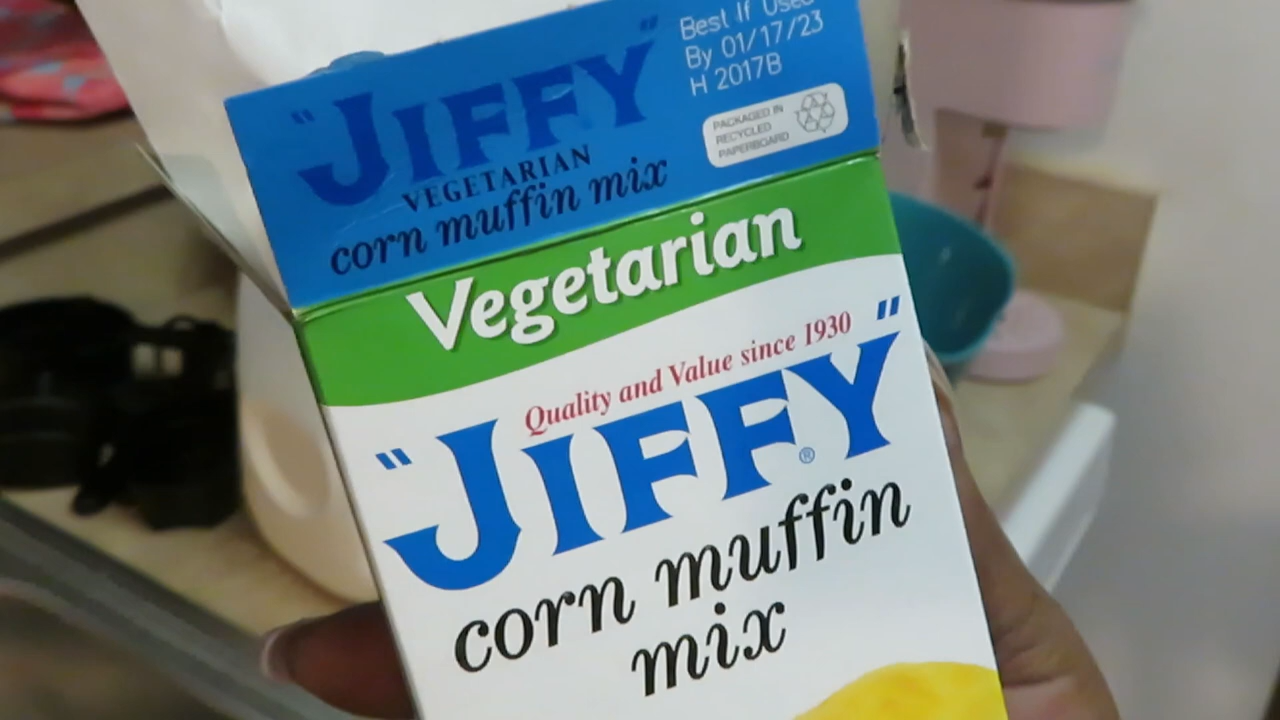 "JIFFY"
VEGETARIAN
corn muffin mix
Best If Used
By 01/17/23
H 2017B
PACKAGED IN
RECYCLED
PAPERBOARD
Vegetarian
Quality and Value since 1930
"JIFFY"®
corn muffin
mix